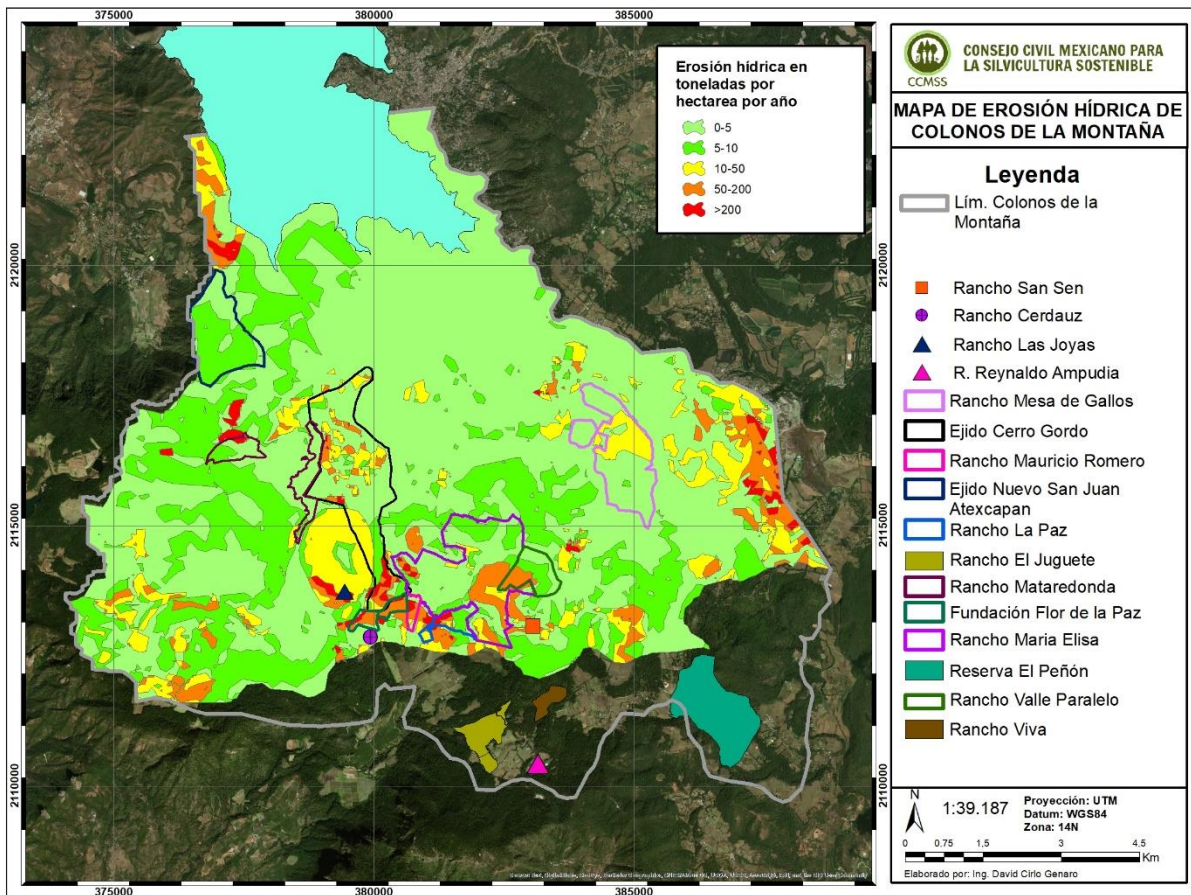 375000
380000
385000
Erosión hídrica en
toneladas por
hectarea por año
0-5
5-10
10-50
50-200
>200
2120000
2120000
2115000
2115000
2110000
2110000
375000
380000
385000
CCMSS
CONSEJO CIVIL MEXICANO PARA
LA SILVICULTURA SOSTENIBLE
MAPA DE EROSIÓN HÍDRICA DE
COLONOS DE LA MONTAÑA
Leyenda
Lím. Colonos de la
Montaña
Rancho San Sen
Rancho Cerdauz
Rancho Las Joyas
R. Reynaldo Ampudia
Rancho Mesa de Gallos
Ejido Cerro Gordo
Rancho Mauricio Romero
Ejido Nuevo San Juan
Atexcapan
Rancho La Paz
Rancho El Juguete
Rancho Mataredonda
Fundación Flor de la Paz
Rancho Maria Elisa
Reserva El Peñón
Rancho Valle Paralelo
Rancho Viva
N
1:39.187
Proyección: UTM
Datum: WGS84
Zona: 14N
0 0.75 1.5 3 4.5
Km
Elaborado por: Ing. David Cirlo Genaro